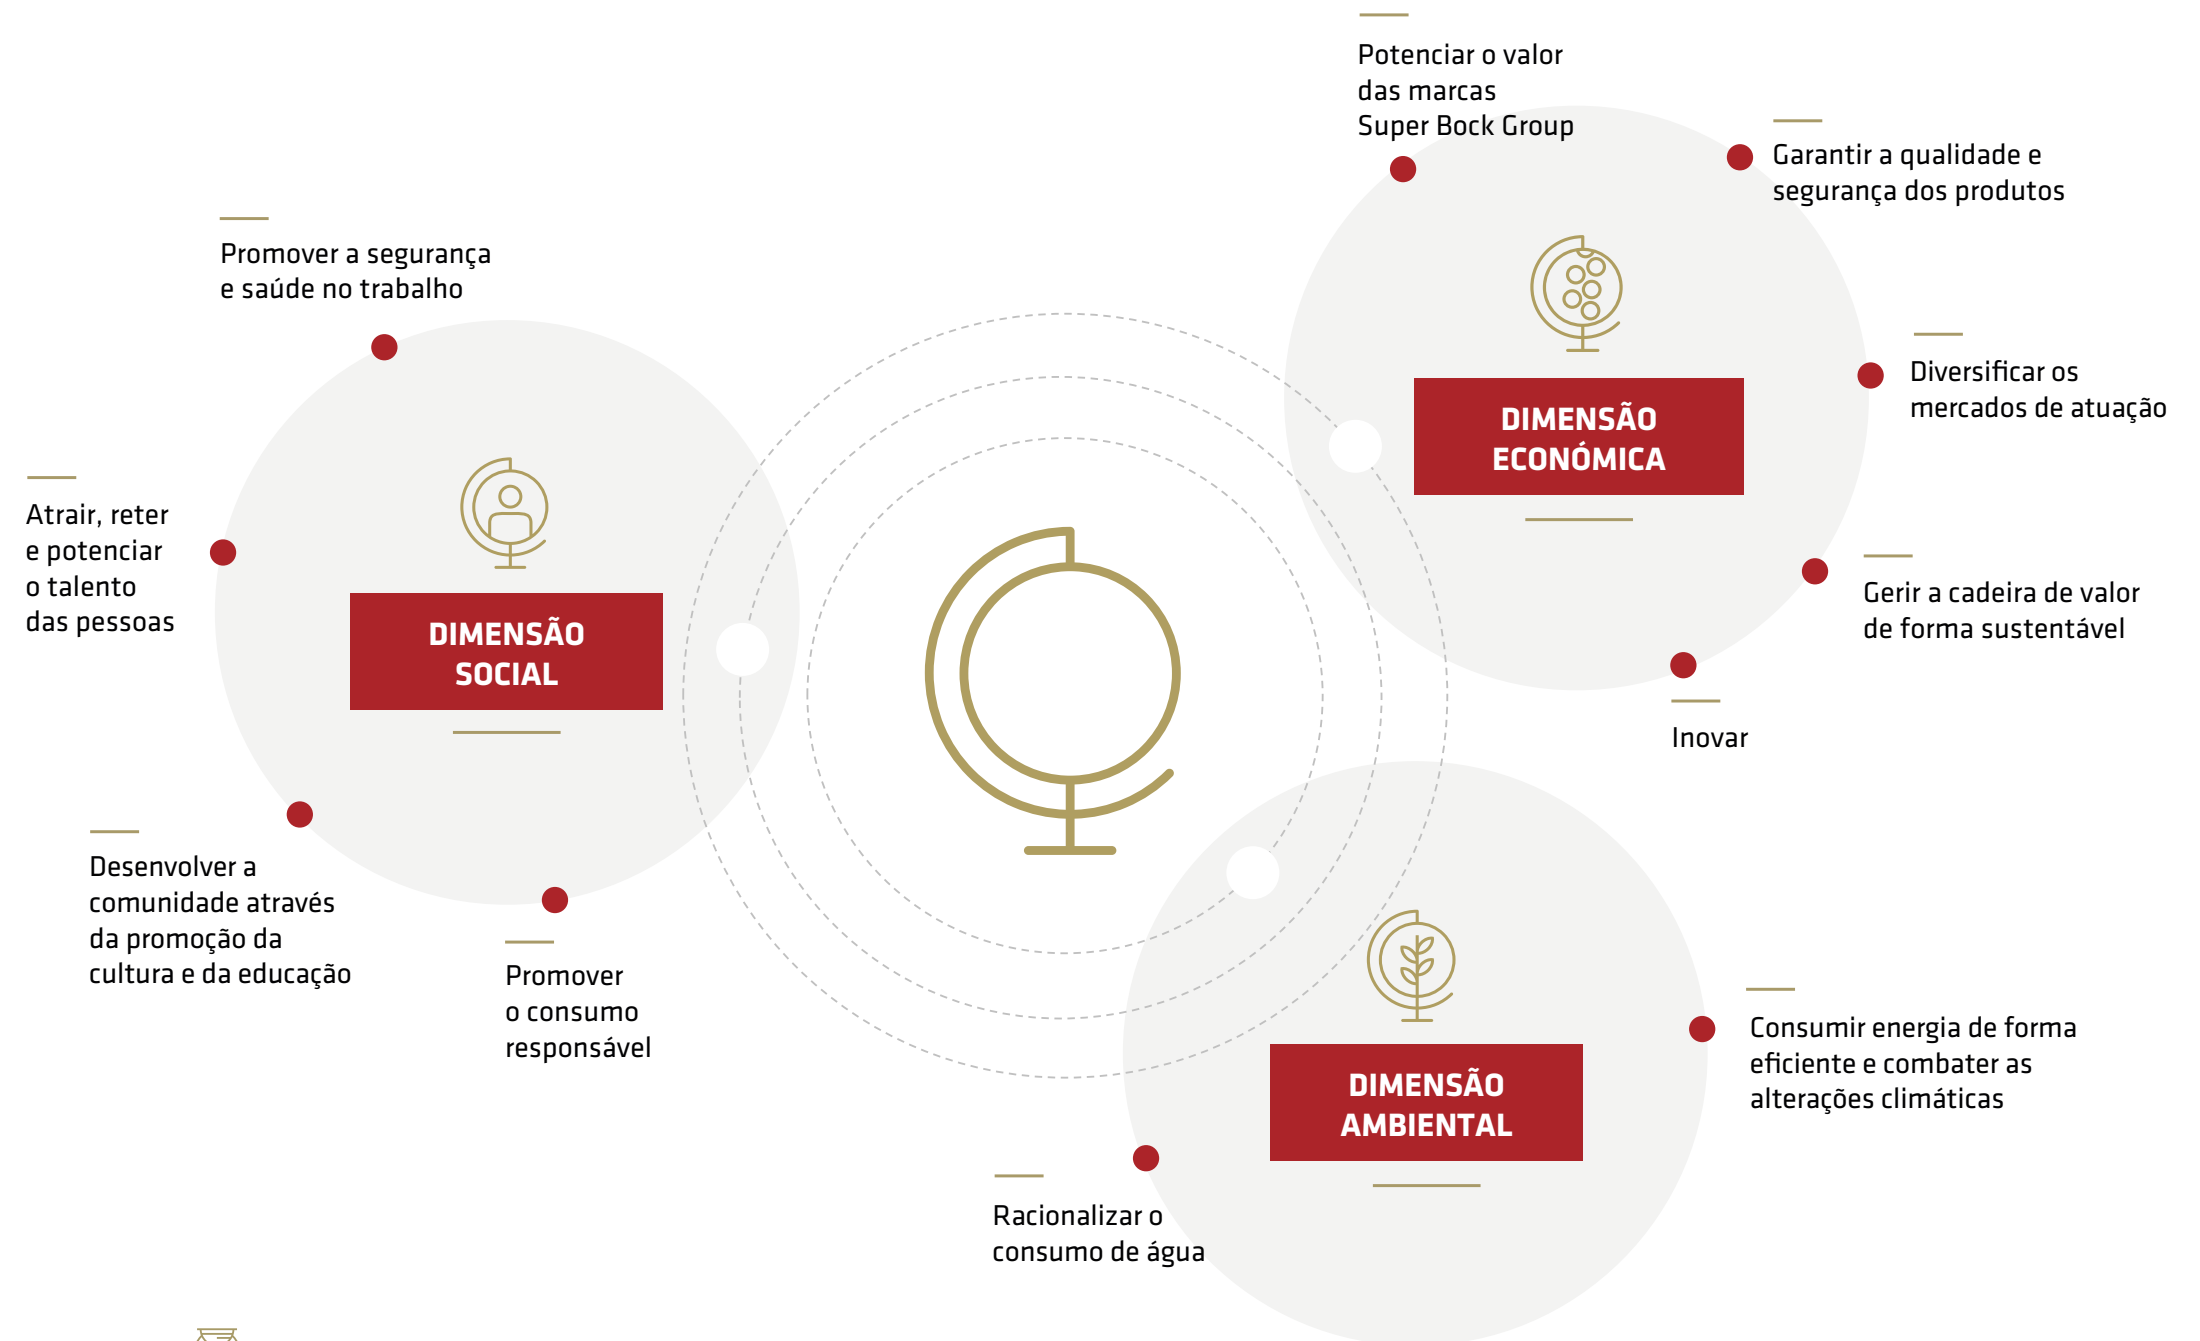 Potenciar o valor
das marcas
Super Bock Group
Garantir a qualidade e
segurança dos produtos
Promover a segurança
e saúde no trabalho
DIMENSÃO
ECONÓMICA
Diversificar os
mercados de atuação
Atrair, reter
e potenciar
o talento
das pessoas
DIMENSÃO
SOCIAL
Gerir a cadeira de valor
de forma sustentável
Inovar
Desenvolver a
comunidade através
da promoção da
cultura e da educação
Promover
o consumo
responsável
DIMENSÃO
AMBIENTAL
Consumir energia de forma
eficiente e combater as
alterações climáticas
Racionalizar o
consumo de água